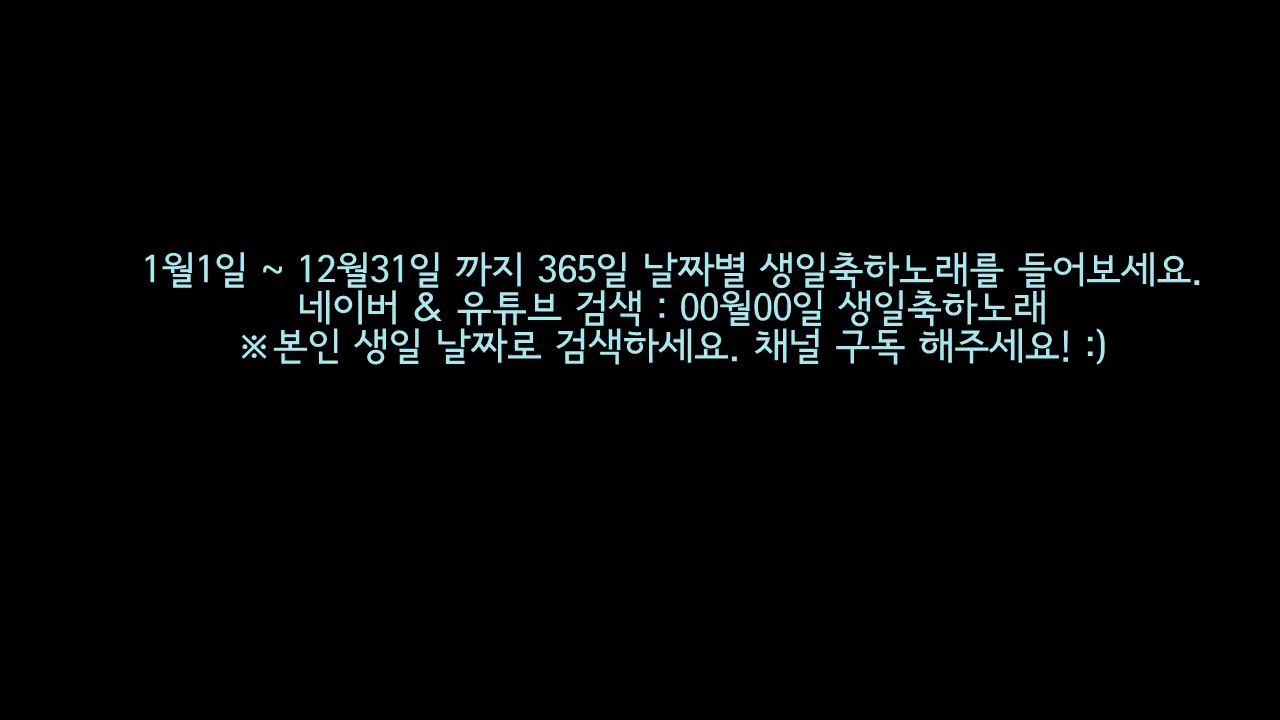 1월1일 ~ 12월31일 까지 365일 날짜별 생일축하노래를 들어보세요.
네이버 & 유튜브 검색 : 00월00일 생일축하노래
※본인 생일 날짜로 검색하세요. 채널 구독 해주세요! :)